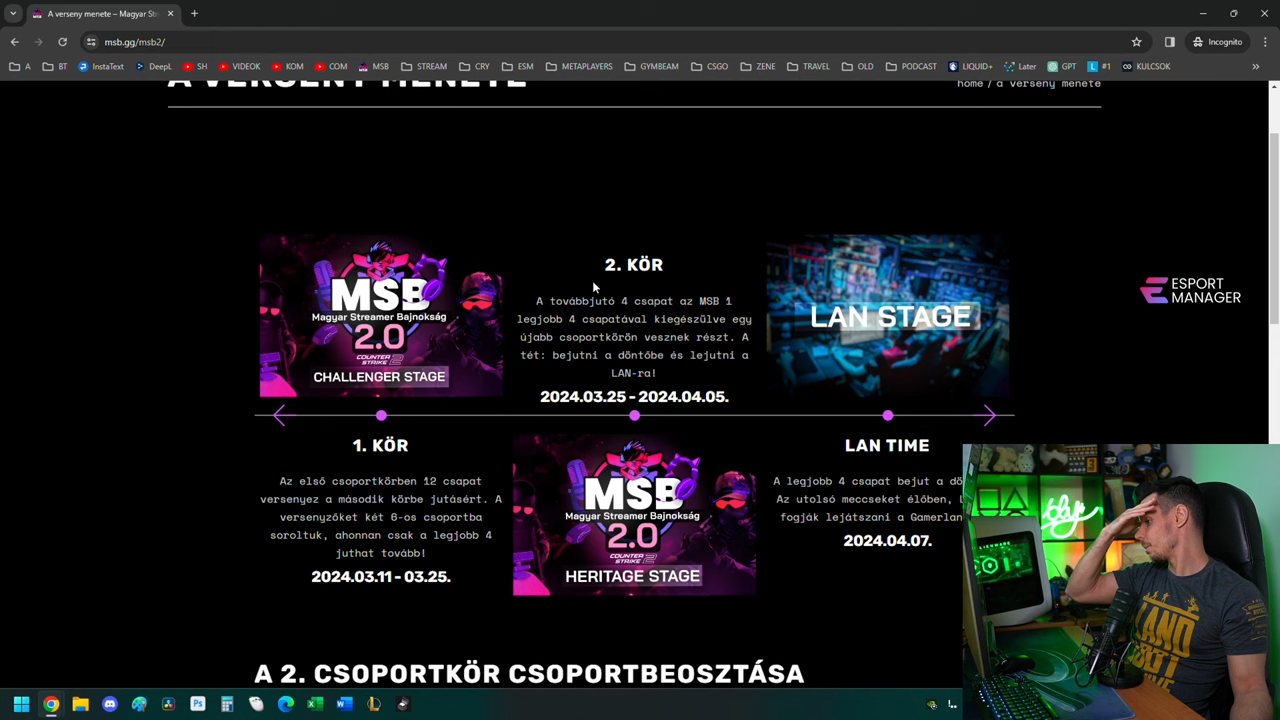 A verseny menete – Magyar Str
msb.gg/msb2/
Incognito
A
BT
InstaText
DeepL
SH
VIDEOK
KOM
COM
MSB
STREAM
CRY
ESM
METAPLAYERS
GYMBEAM
CSGO
ZENE
TRAVEL
OLD
PODCAST
LIQUID+
Later
GPT
#1
KULCSOK
A VERSENY MENETE
home / a verseny menete
MSB
Magyar Streamer Bajnokság
2.0
COUNTER
STRIKE 2
CHALLENGER STAGE
2. KÖR
A továbbjutó 4 csapat az MSB 1
legjobb 4 csapatával kiegészülve egy
újabb csoportkörön vesznek részt. A
tét: bejutni a döntőbe és lejutni a
LAN-ra!
2024.03.25 - 2024.04.05.
LAN STAGE
ESPORT
MANAGER
1. KÖR
Az első csoportkörben 12 csapat
versenyez a második körbe jutásért. A
versenyzőket két 6-os csoportba
soroltuk, ahonnan csak a legjobb 4
juthat tovább!
2024.03.11 - 03.25.
MSB
Magyar Streamer Bajnokság
2.0
COUNTER
STRIKE 2
HERITAGE STAGE
LAN TIME
A legjobb 4 csapat bejut a
Az utolsó meccseket élőben,
fogják lejátszani a
2024.04.07.
A 2. CSOPORTKÖR CSOPORTBEOSZTÁSA